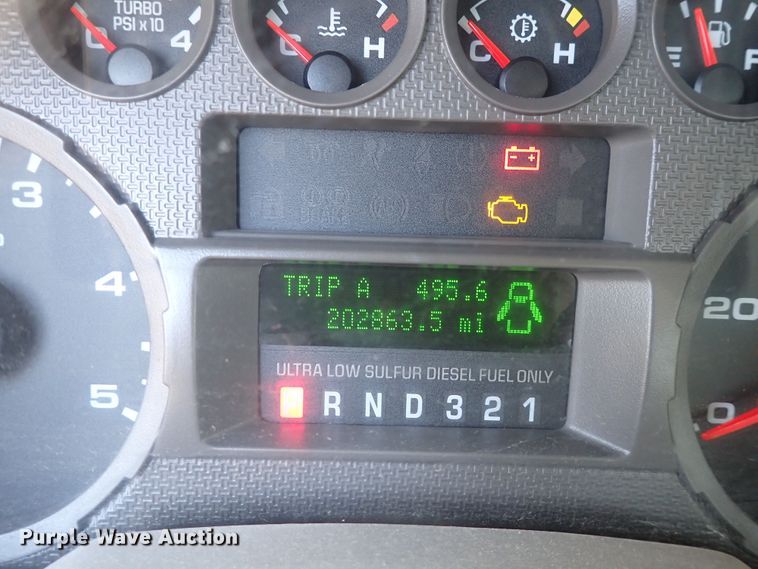 TURBO
PSI x 10
0 4
C H
C H
E F
3
4
5
20
0
TRIP A 495.6
202863.5 mi
ULTRA LOW SULFUR DIESEL FUEL ONLY
P R N D 3 2 1
Purple Wave Auction